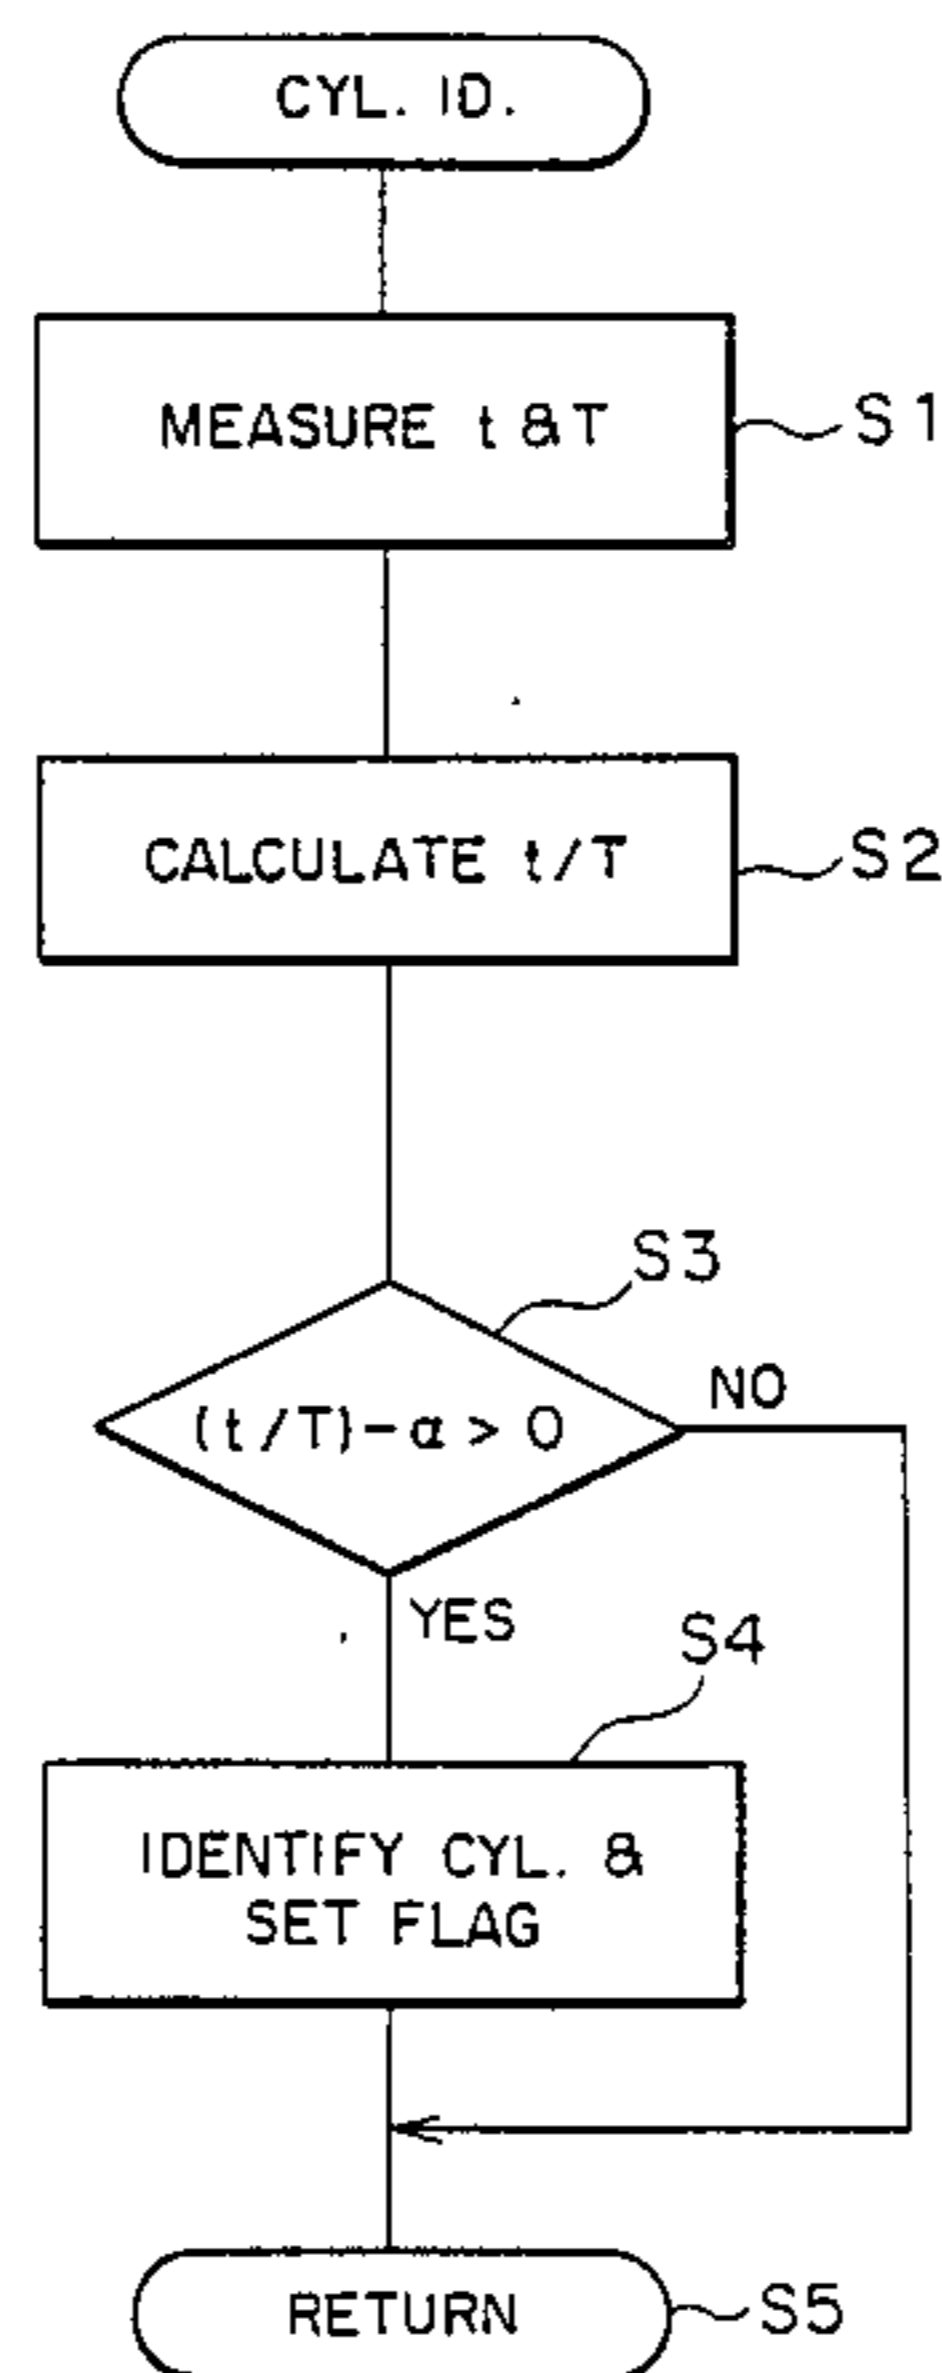 CYL. ID.
MEASURE t & T
S1
CALCULATE t/T
S2
S3
(t/T)-α > 0
NO
YES
S4
IDENTIFY CYL. &
SET FLAG
RETURN
S5